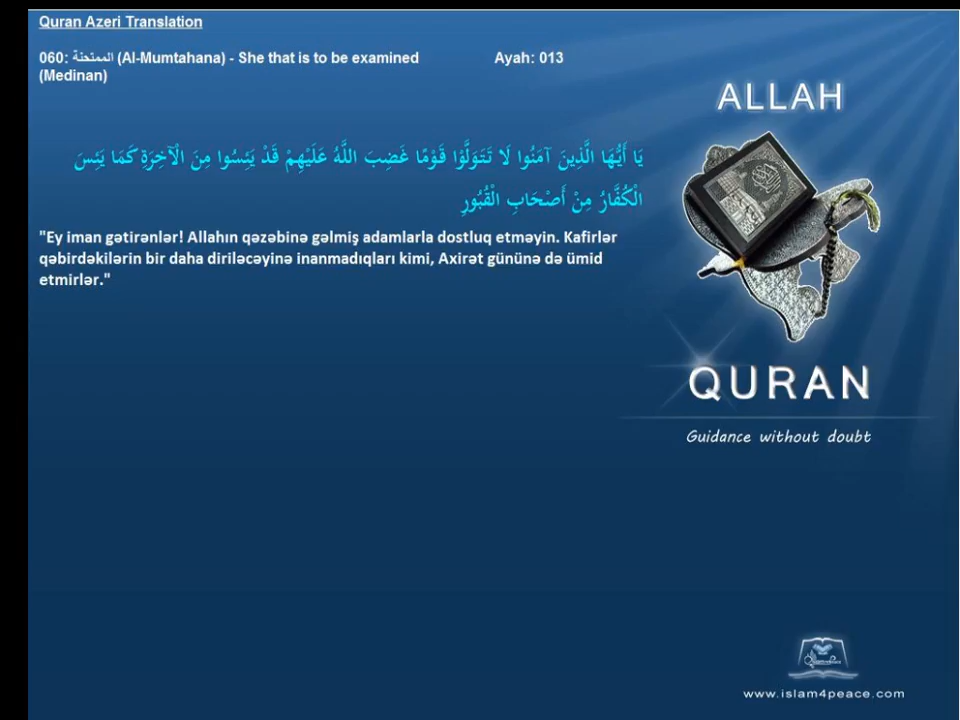 Quran Azeri Translation
060: الممتحنة (Al-Mumtahana) - She that is to be examined
(Medinan)
Ayah: 013
ALLAH
يَا أَيُّهَا الَّذِينَ آمَنُوا لَا تَتَوَلَّوْا قَوْمًا غَضِبَ اللَّهُ عَلَيْهِمْ قَدْ يَئِسُوا مِنَ الْآخِرَةِ كَمَا يَئِسَ
الْكُفَّارُ مِنْ أَصْحَابِ الْقُبُورِ
"Ey iman gətirənlər! Allahın qəzəbinə gəlmiş adamlarla dostluq etməyin. Kafirlər
qəbirdəkilərin bir daha diriləcəyinə inanmadıqları kimi, Axirət gününə də ümid
etmirlər."
QURAN
Guidance without doubt
www.islam4peace.com